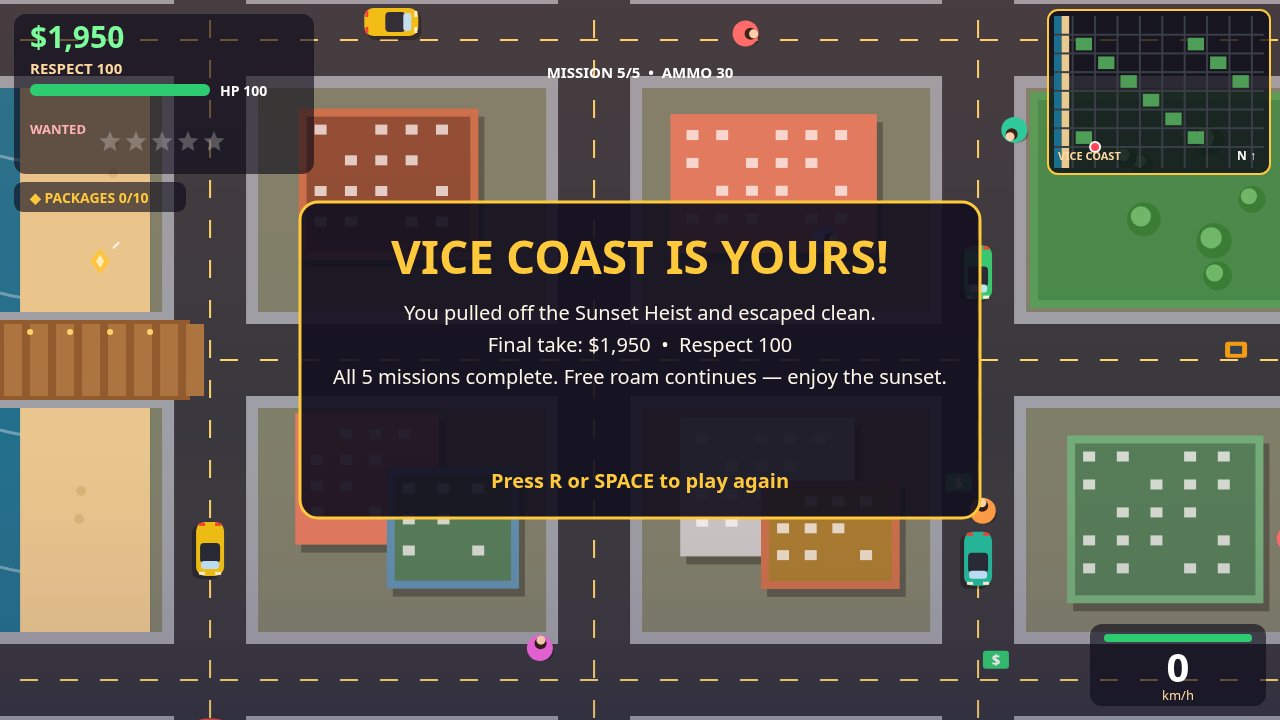 $1,950
RESPECT 100
HP 100
WANTED
◆ PACKAGES 0/10
MISSION 5/5 • AMMO 30
VICE COAST
N ↑
VICE COAST IS YOURS!
You pulled off the Sunset Heist and escaped clean.
Final take: $1,950 • Respect 100
All 5 missions complete. Free roam continues — enjoy the sunset.
Press R or SPACE to play again
$
$
0
km/h